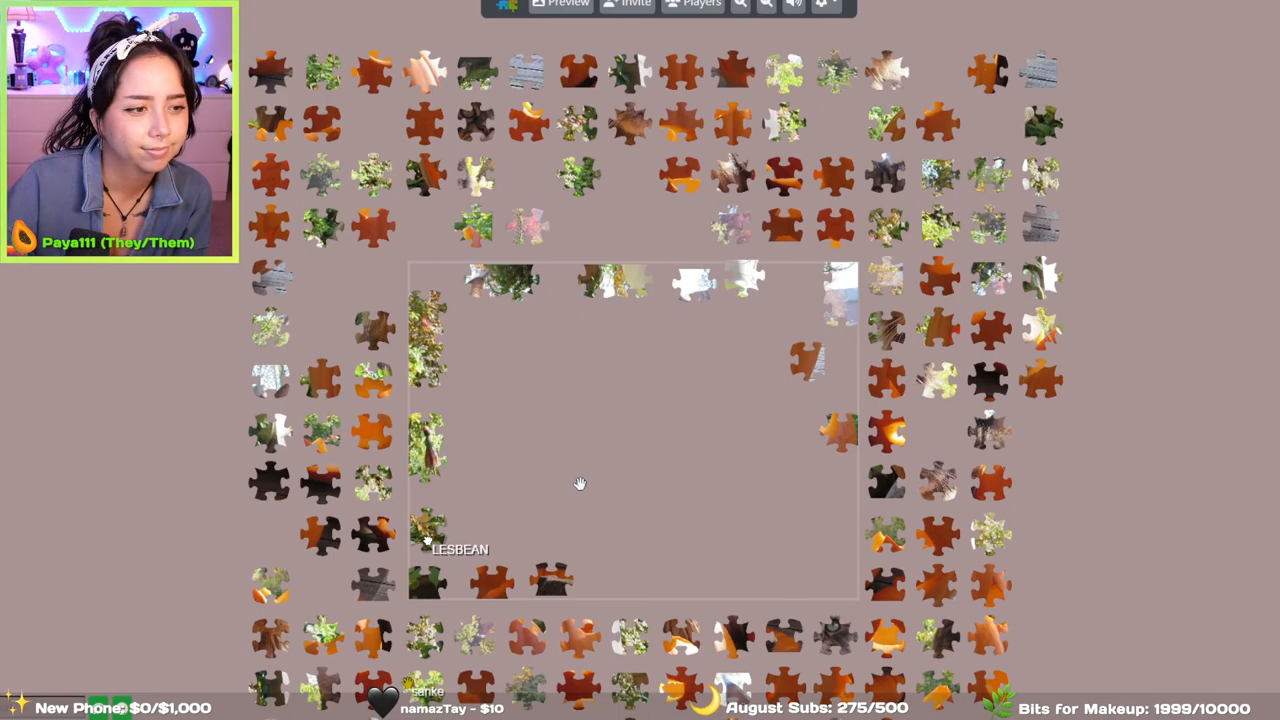 Preview
Invite
Players
Paya111 (They/Them)
LESBEAN
sanke
New Phone: $0/$1,000
namazTay - $10
August Subs: 275/500
Bits for Makeup: 1999/10000